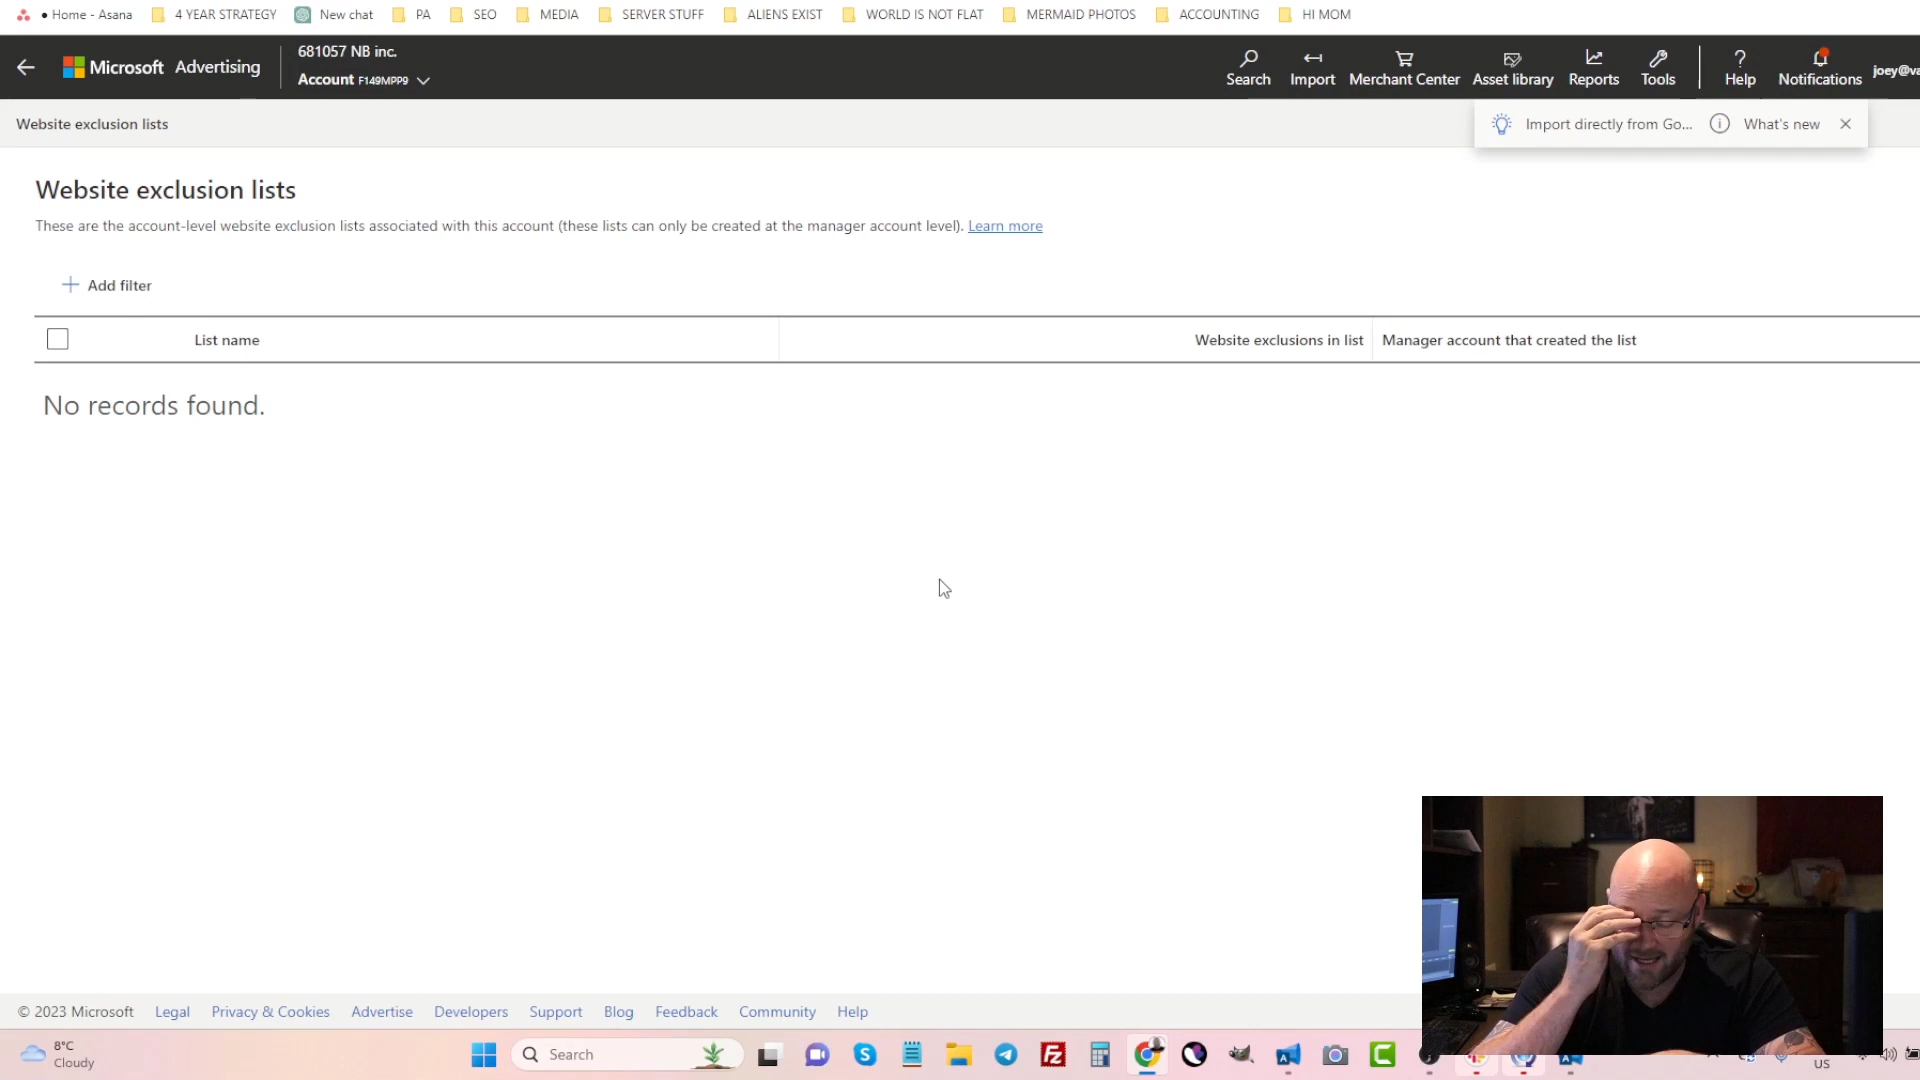 • Home - Asana 4 YEAR STRATEGY New chat PA SEO MEDIA SERVER STUFF ALIENS EXIST WORLD IS NOT FLAT MERMAID PHOTOS ACCOUNTING HI MOM
Microsoft Advertising
681057 NB inc.
Account F149MPP9
Search Import Merchant Center Asset library Reports Tools Help Notifications joey@va
Website exclusion lists
Import directly from Go... What's new
Website exclusion lists
These are the account-level website exclusion lists associated with this account (these lists can only be created at the manager account level). Learn more
Add filter
List name Website exclusions in list Manager account that created the list
No records found.
© 2023 Microsoft Legal Privacy & Cookies Advertise Developers Support Blog Feedback Community Help
8°C
Cloudy
Search
US